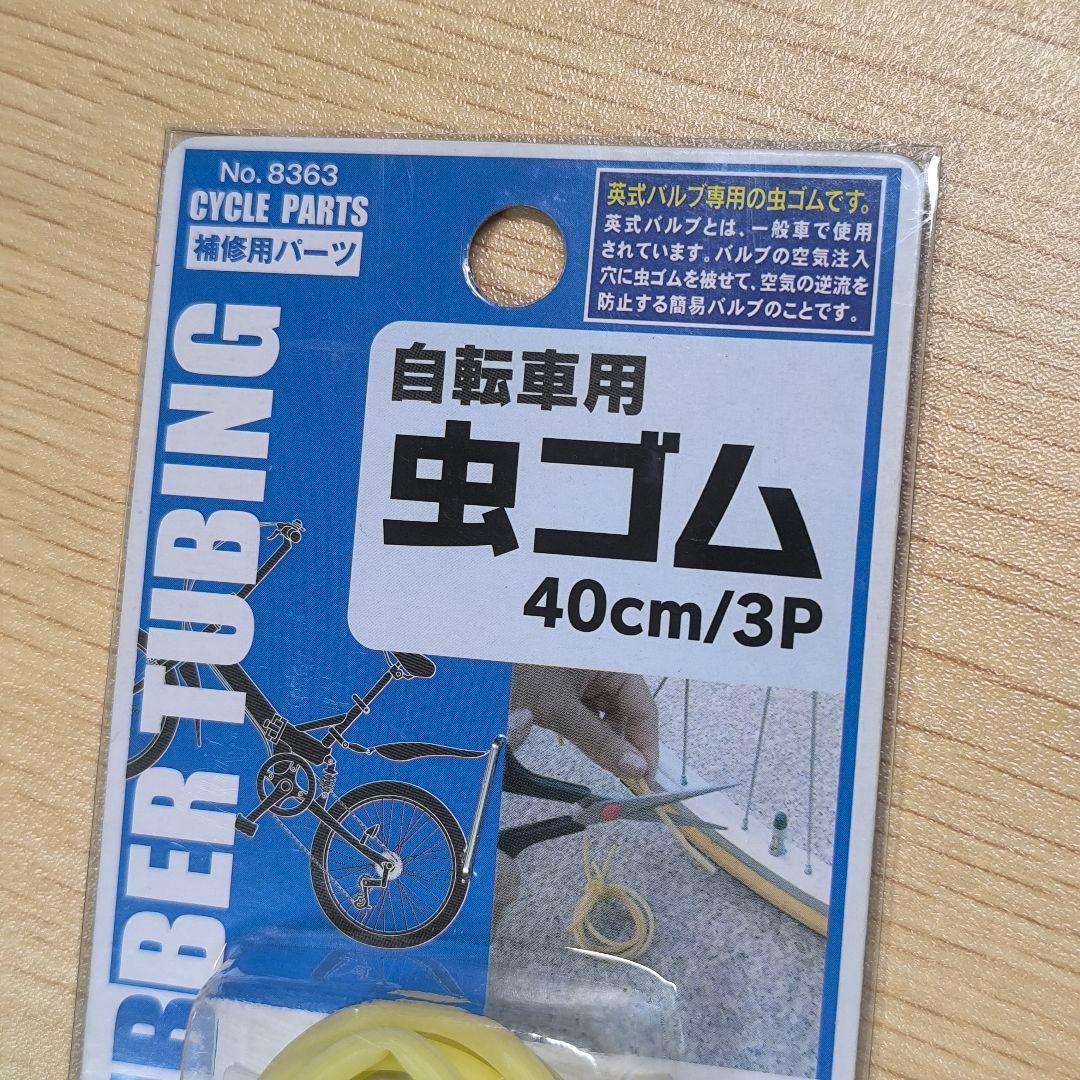 No. 8363
CYCLE PARTS
補修用パーツ
英式バルブ専用の虫ゴムです。
英式バルブとは、一般車で使用
されています。バルブの空気注入
穴に虫ゴムを被せて、空気の逆流を
防止する簡易バルブのことです。
自転車用
虫ゴム
40cm/3P
BBER TUBING